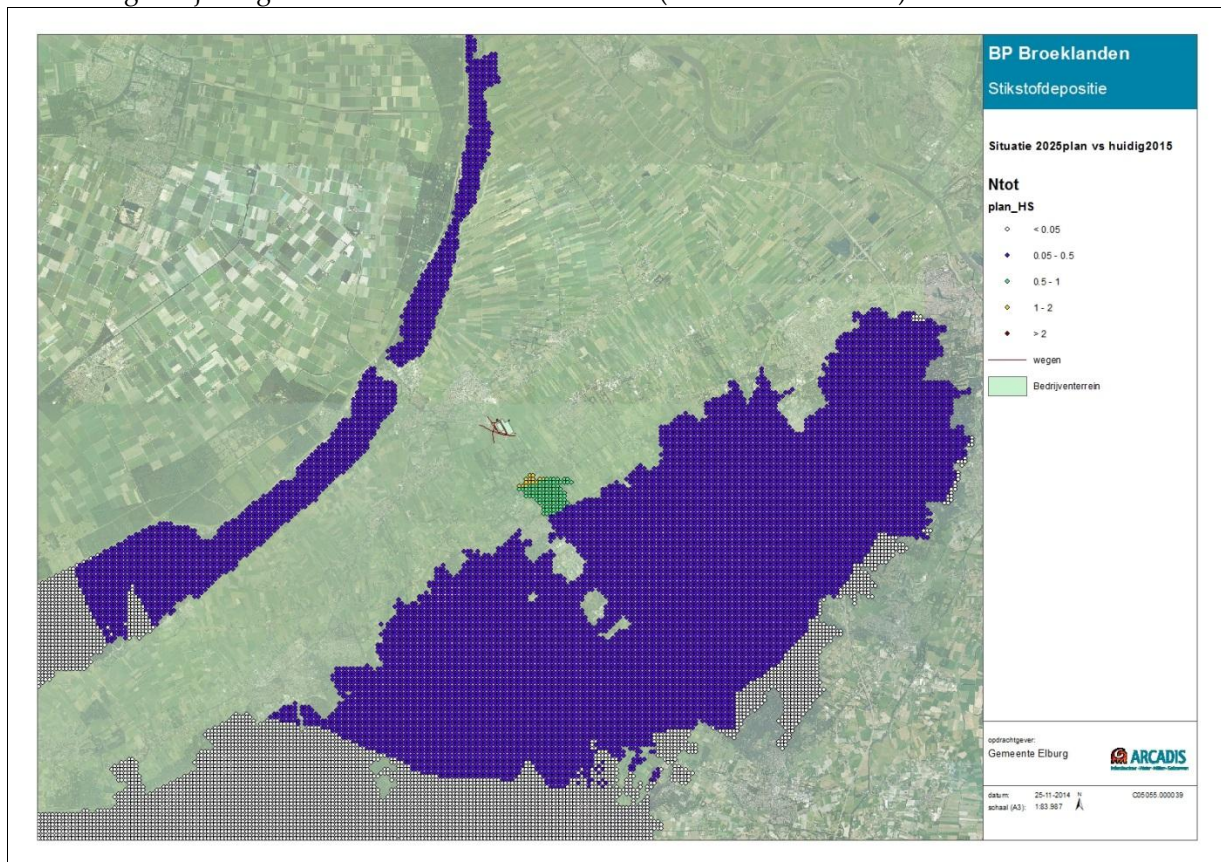 BP Broeklanden
Stikstofdepositie
Situatie 2025plan vs huidig2015
Ntot
plan_HS
< 0.05
0.05 - 0.5
0.5 - 1
1 - 2
> 2
wegen
Bedrijventerrein
opdrachtgever:
Gemeente Elburg
ARCADIS
datum: 25-11-2014 N C05055.000039
schaal (A3): 1:83.987